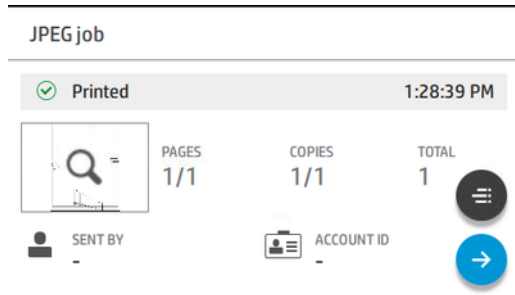 JPEG job
Printed 1:28:39 PM
PAGES COPIES TOTAL
1/1 1/1 1
SENT BY ACCOUNT ID
- -